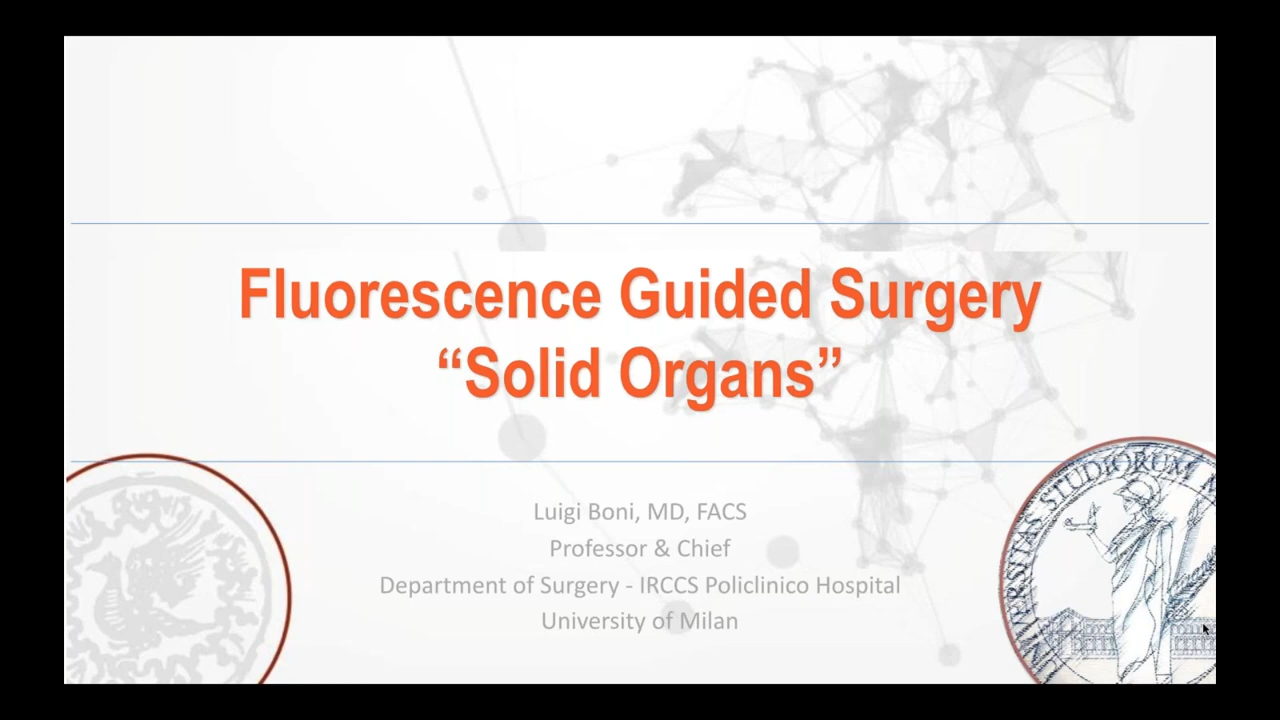 Fluorescence Guided Surgery
“Solid Organs”
Luigi Boni, MD, FACS
Professor & Chief
Department of Surgery - IRCCS Policlinico Hospital
University of Milan
STUDIORUM